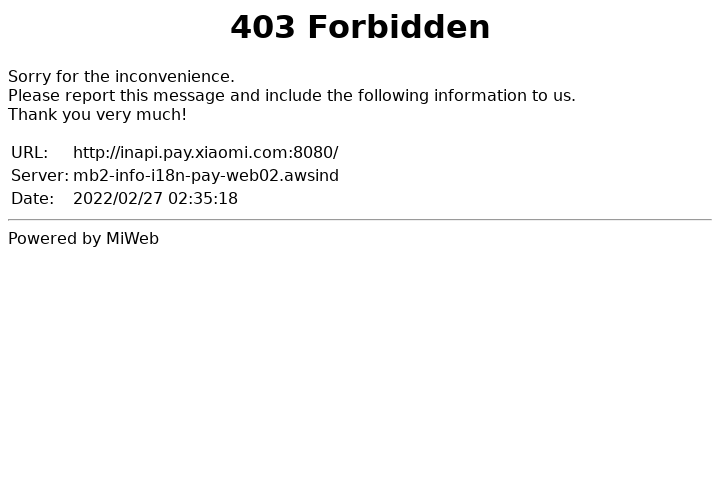 403 Forbidden
Sorry for the inconvenience.
Please report this message and include the following information to us.
Thank you very much!
URL: http://inapi.pay.xiaomi.com:8080/
Server: mb2-info-i18n-pay-web02.awsind
Date: 2022/02/27 02:35:18
Powered by MiWeb